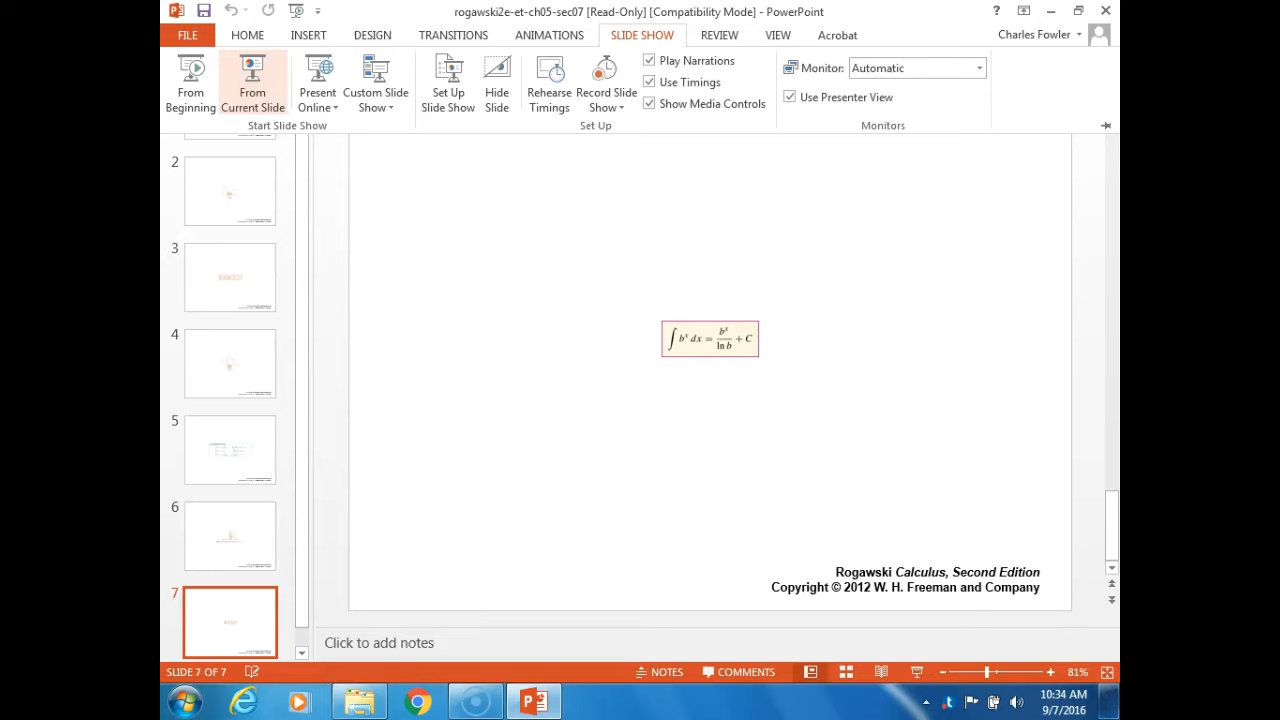 rogawski2e-et-ch05-sec07 [Read-Only] [Compatibility Mode] - PowerPoint
?
FILE HOME INSERT DESIGN TRANSITIONS ANIMATIONS SLIDE SHOW REVIEW VIEW Acrobat Charles Fowler
From Beginning
From Current Slide
Present Online
Custom Slide Show
Set Up Slide Show
Hide Slide
Rehearse Timings
Record Slide Show
Play Narrations
Use Timings
Show Media Controls
Monitor: Automatic
Use Presenter View
Start Slide Show Set Up Monitors
2
3
4
5
6
7
∫ bˣ dx = bˣ / ln b + C
Rogawski Calculus, Second Edition
Copyright © 2012 W. H. Freeman and Company
Click to add notes
SLIDE 7 OF 7 NOTES COMMENTS 81%
10:34 AM
9/7/2016